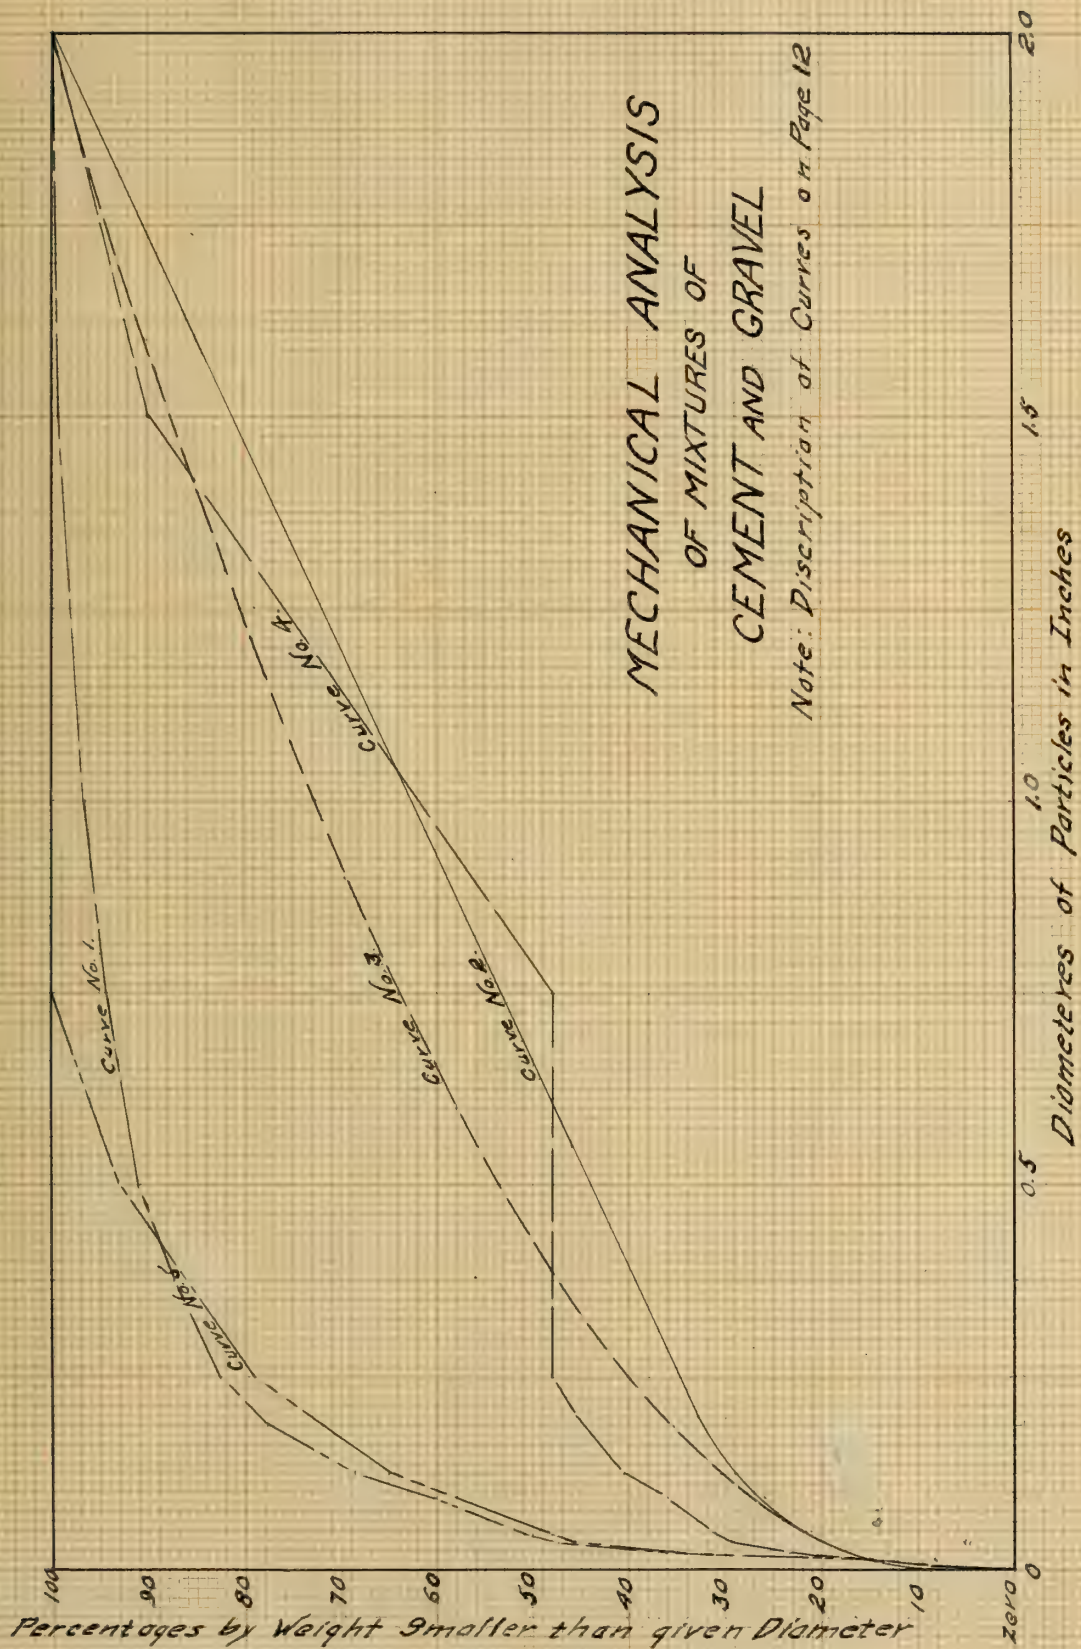 MECHANICAL ANALYSIS
OF MIXTURES OF
CEMENT AND GRAVEL
Note: Discription of Curves on Page 12
Curve No. 1.
Curve No. 2.
Curve No. 3.
Curve No. 4.
Curve No. 5
Percentages by Weight Smaller than given Diameter
100
90
80
70
60
50
40
30
20
10
Zero
0
0.5
1.0
1.5
2.0
Diameteres of Particles in Inches